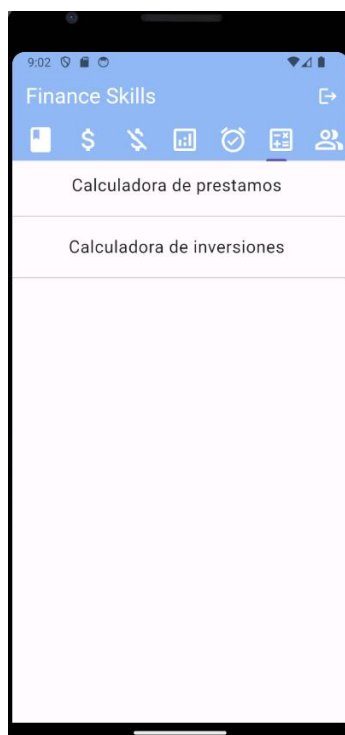 9:02
Finance Skills
Calculadora de prestamos
Calculadora de inversiones